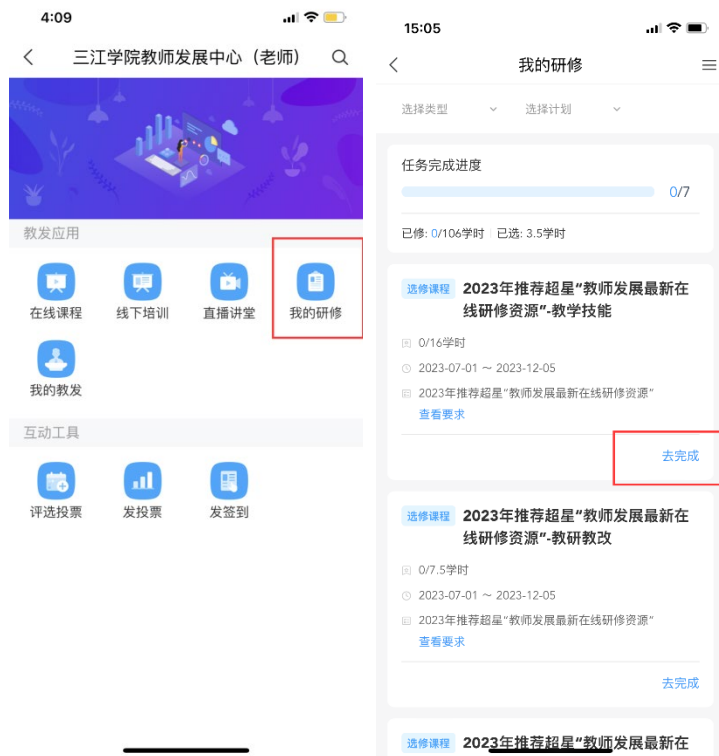 4:09
三江学院教师发展中心（老师）
教发应用
在线课程
线下培训
直播讲堂
我的研修
我的教发
互动工具
评选投票
发投票
发签到
15:05
我的研修
选择类型
选择计划
任务完成进度
0/7
已修: 0/106学时 已选: 3.5学时
选修课程 2023年推荐超星“教师发展最新在
线研修资源”-教学技能
0/16学时
2023-07-01 ~ 2023-12-05
2023年推荐超星“教师发展最新在线研修资源”
查看要求
去完成
选修课程 2023年推荐超星“教师发展最新在
线研修资源”-教研教改
0/7.5学时
2023-07-01 ~ 2023-12-05
2023年推荐超星“教师发展最新在线研修资源”
查看要求
去完成
选修课程 2023年推荐超星“教师发展最新在